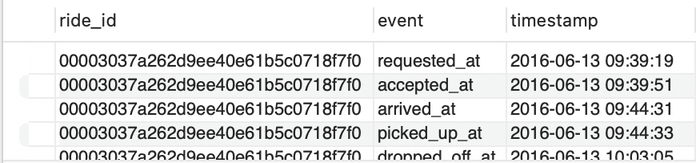 ride_id event timestamp
00003037a262d9ee40e61b5c0718f7f0 requested_at 2016-06-13 09:39:19
00003037a262d9ee40e61b5c0718f7f0 accepted_at 2016-06-13 09:39:51
00003037a262d9ee40e61b5c0718f7f0 arrived_at 2016-06-13 09:44:31
00003037a262d9ee40e61b5c0718f7f0 picked_up_at 2016-06-13 09:44:33
00003037a262d9ee40e61b5c0718f7f0 dropped_off_at 2016-06-13 10:03:05